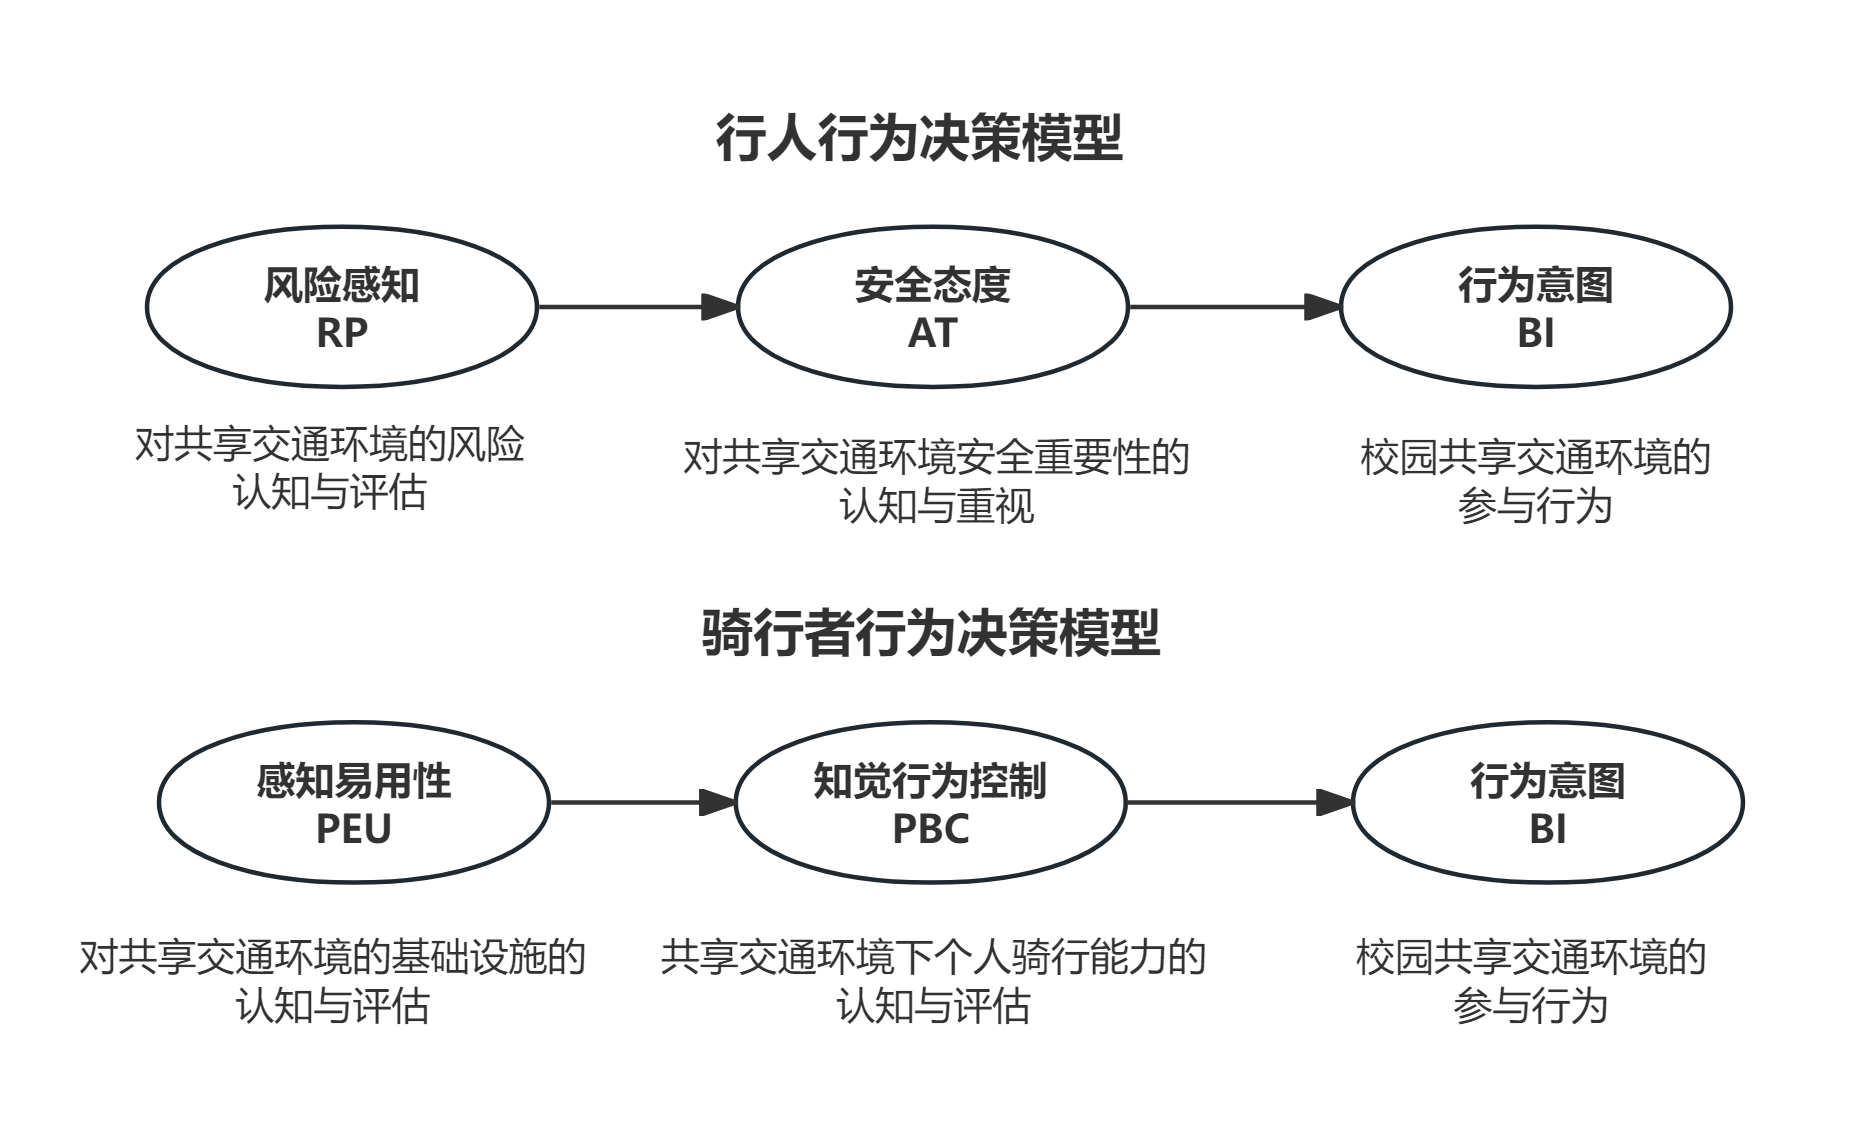 行人行为决策模型
风险感知
RP
安全态度
AT
行为意图
BI
对共享交通环境的风险
认知与评估
对共享交通环境安全重要性的
认知与重视
校园共享交通环境的
参与行为
骑行者行为决策模型
感知易用性
PEU
知觉行为控制
PBC
行为意图
BI
对共享交通环境的基础设施的
认知与评估
共享交通环境下个人骑行能力的
认知与评估
校园共享交通环境的
参与行为